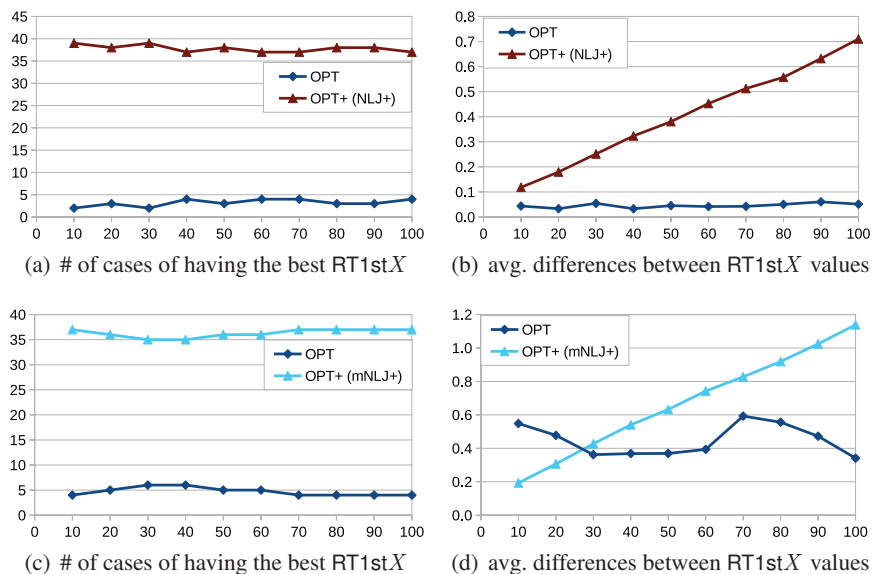 45
40
35
30
25
20
15
10
5
0
0 10 20 30 40 50 60 70 80 90 100
OPT
OPT+ (NLJ+)
(a) # of cases of having the best RT1stX
0.8
0.7
0.6
0.5
0.4
0.3
0.2
0.1
0.0
0 10 20 30 40 50 60 70 80 90 100
OPT
OPT+ (NLJ+)
(b) avg. differences between RT1stX values
40
35
30
25
20
15
10
5
0
0 10 20 30 40 50 60 70 80 90 100
OPT
OPT+ (mNLJ+)
(c) # of cases of having the best RT1stX
1.2
1.0
0.8
0.6
0.4
0.2
0.0
0 10 20 30 40 50 60 70 80 90 100
OPT
OPT+ (mNLJ+)
(d) avg. differences between RT1stX values